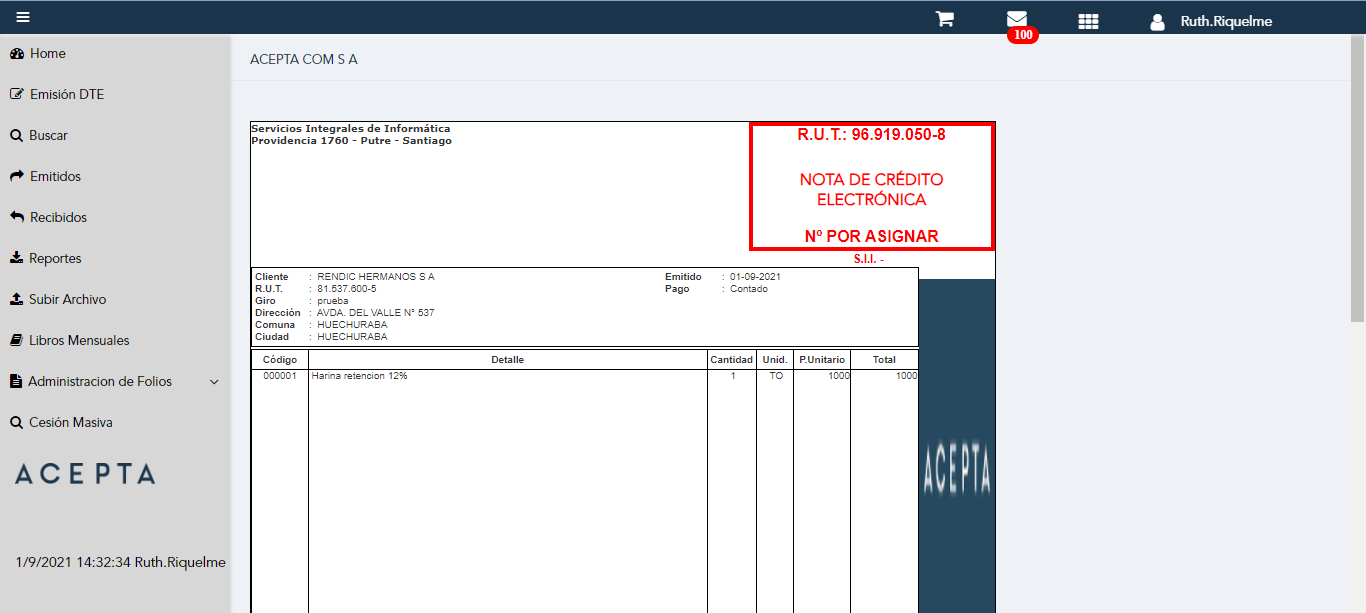 Ruth.Riquelme
100
Home
Emisión DTE
Buscar
Emitidos
Recibidos
Reportes
Subir Archivo
Libros Mensuales
Administracion de Folios
Cesión Masiva
ACEPTA
1/9/2021 14:32:34 Ruth.Riquelme
ACEPTA COM S A
Servicios Integrales de Informática
Providencia 1760 - Putre - Santiago
R.U.T.: 96.919.050-8
NOTA DE CRÉDITO
ELECTRÓNICA
Nº POR ASIGNAR
S.I.I. -
Cliente : RENDIC HERMANOS S A Emitido : 01-09-2021
R.U.T. : 81.537.600-5 Pago : Contado
Giro : prueba
Dirección : AVDA. DEL VALLE N° 537
Comuna : HUECHURABA
Ciudad : HUECHURABA
Código Detalle Cantidad Unid. P.Unitario Total
000001 Harina retencion 12% 1 TO 1000 1000
ACEPTA